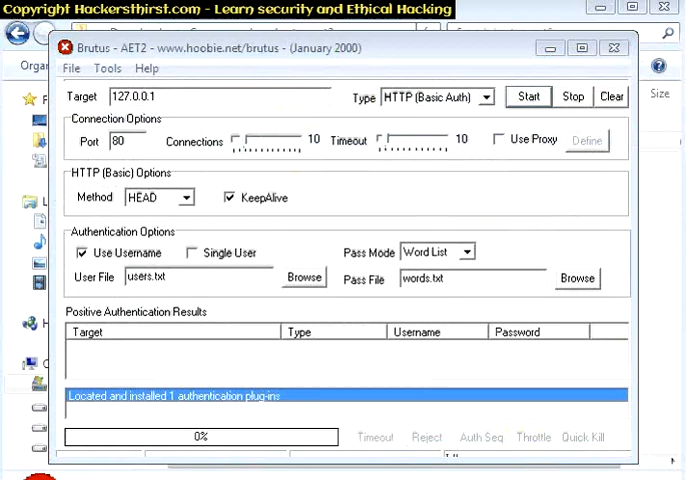 Copyright Hackersthirst.com - Learn security and Ethical Hacking
Organ
Brutus - AET2 - www.hoobie.net/brutus - (January 2000)
File Tools Help
Size
Target 127.0.0.1 Type HTTP (Basic Auth) Start Stop Clear
Connection Options
Port 80 Connections 10 Timeout 10 Use Proxy Define
HTTP (Basic) Options
Method HEAD KeepAlive
Authentication Options
Use Username Single User Pass Mode Word List
User File users.txt Browse Pass File words.txt Browse
Positive Authentication Results
Target Type Username Password
Located and installed 1 authentication plug-ins
0% Timeout Reject Auth Seq Throttle Quick Kill